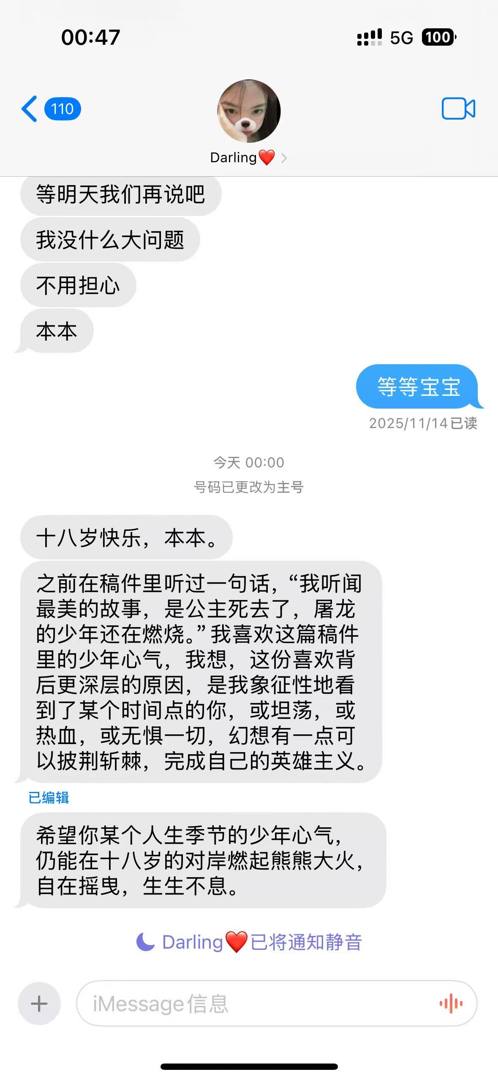 00:47
5G 100
110
Darling❤️
等明天我们再说吧
我没什么大问题
不用担心
本本
等等宝宝
2025/11/14已读
今天 00:00
号码已更改为主号
十八岁快乐，本本。
之前在稿件里听过一句话，“我听闻
最美的故事，是公主死去了，屠龙
的少年还在燃烧。”我喜欢这篇稿件
里的少年心气，我想，这份喜欢背
后更深层的原因，是我象征性地看
到了某个时间点的你，或坦荡，或
热血，或无惧一切，幻想有一点可
以披荆斩棘，完成自己的英雄主义。
已编辑
希望你某个人生季节的少年心气，
仍能在十八岁的对岸燃起熊熊大火，
自在摇曳，生生不息。
Darling❤️已将通知静音
iMessage信息